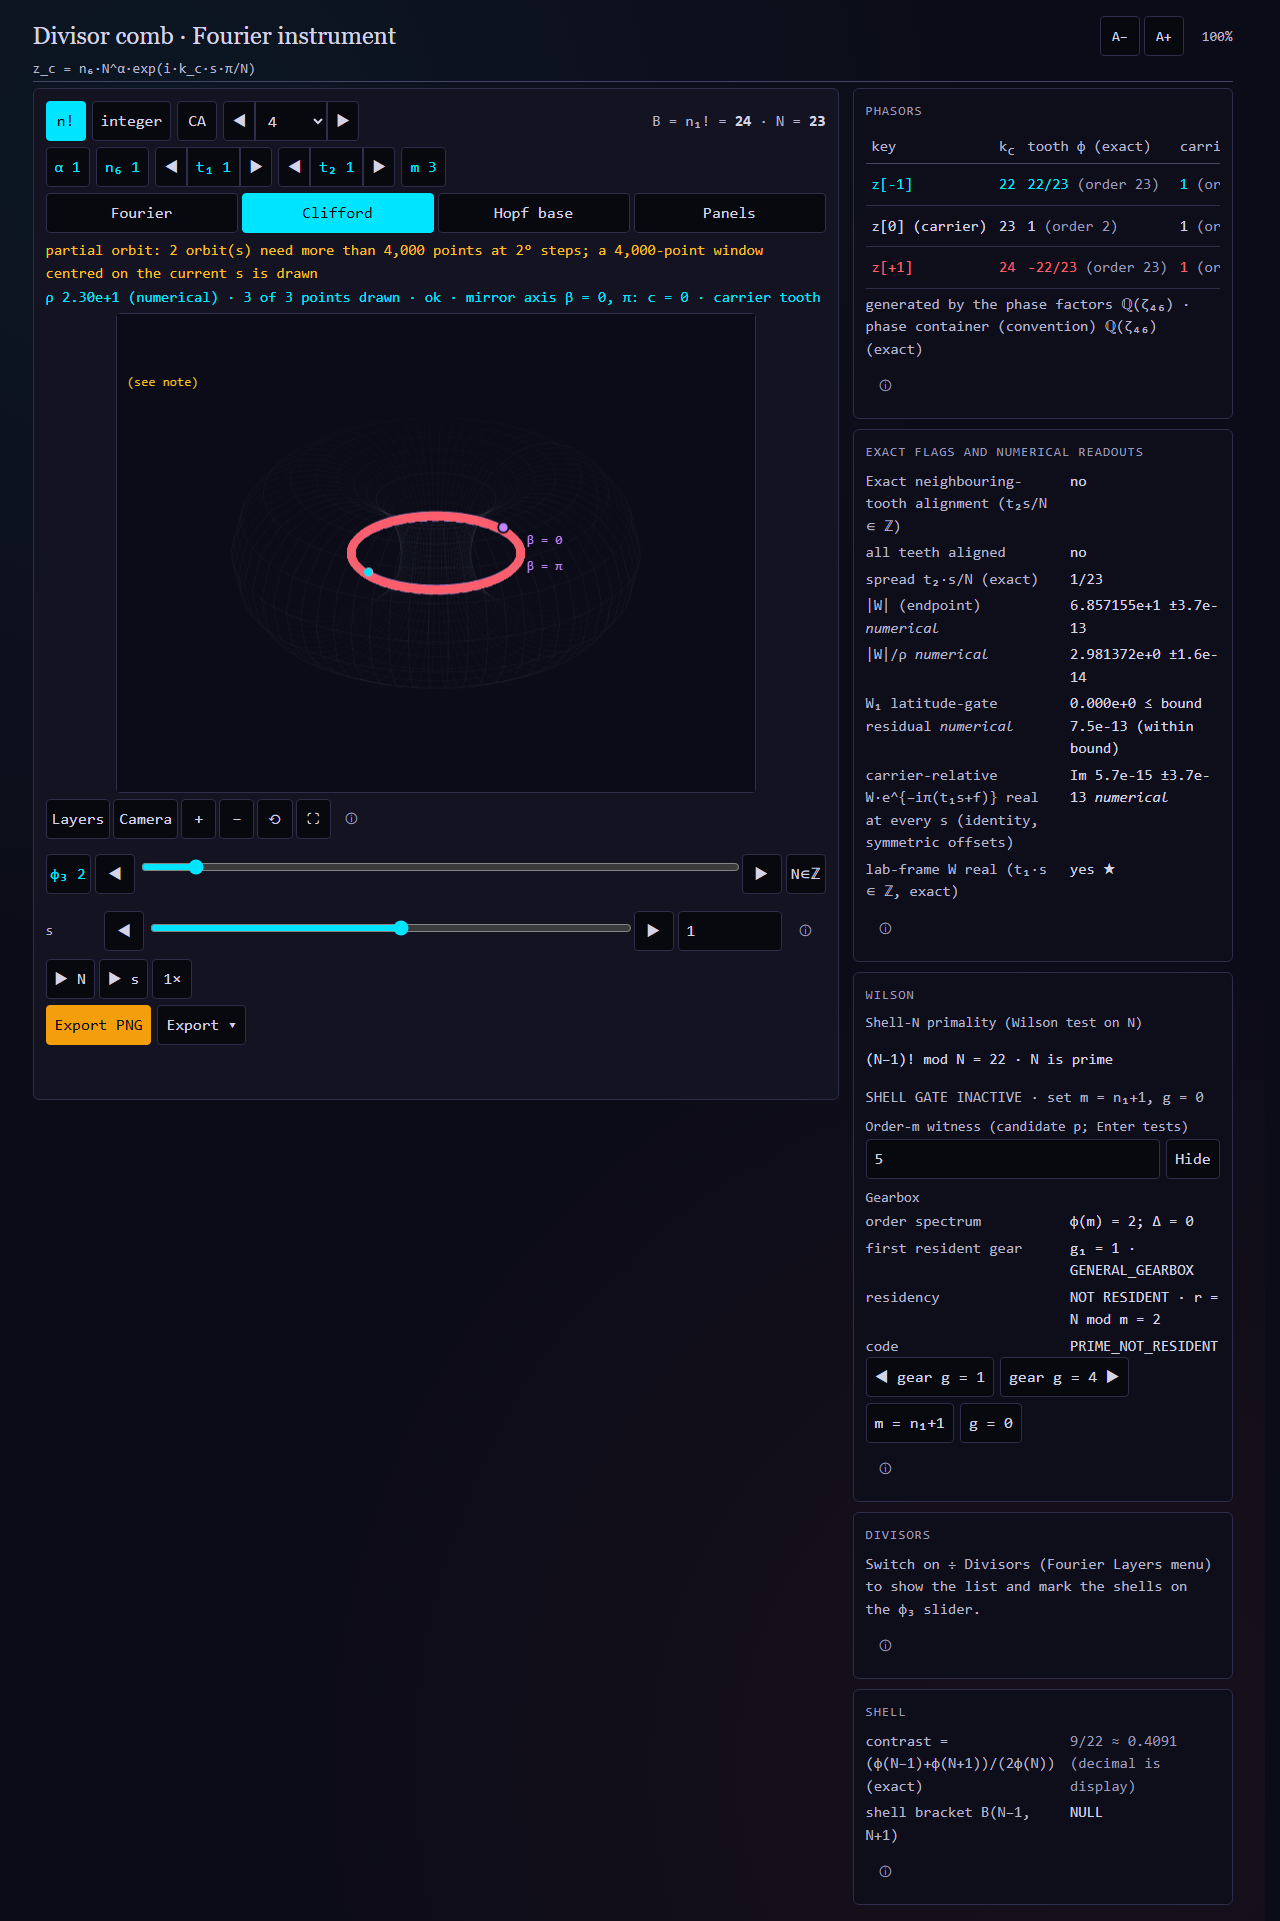 Divisor comb · Fourier instrument
A− A+ 100%
z_c = n₆·N^α·exp(i·k_c·s·π/N)
n! integer CA ◀ 4 ▶ B = n₁! = 24 · N = 23
α 1 n₆ 1 ◀ t₁ 1 ▶ ◀ t₂ 1 ▶ m 3
Fourier Clifford Hopf base Panels
partial orbit: 2 orbit(s) need more than 4,000 points at 2° steps; a 4,000-point window
centred on the current s is drawn
ρ 2.30e+1 (numerical) · 3 of 3 points drawn · ok · mirror axis β = 0, π: c = 0 · carrier tooth
(see note)
β = 0
β = π
Layers Camera + − ⟲ ⛶ ⓘ
ϕ₃ 2 ◀ ▶ N∈ℤ
s ◀ ▶ 1 ⓘ
▶ N ▶ s 1×
Export PNG Export ▾
PHASORS
key k_C tooth ϕ (exact) carri
z[-1] 22 22/23 (order 23) 1 (or
z[0] (carrier) 23 1 (order 2) 1 (or
z[+1] 24 -22/23 (order 23) 1 (or
generated by the phase factors ℚ(ζ₄₆) ·
phase container (convention) ℚ(ζ₄₆)
(exact)
ⓘ
EXACT FLAGS AND NUMERICAL READOUTS
Exact neighbouring- no
tooth alignment (t₂s/N
∈ ℤ)
all teeth aligned no
spread t₂·s/N (exact) 1/23
|W| (endpoint) 6.857155e+1 ±3.7e-
numerical 13
|W|/ρ numerical 2.981372e+0 ±1.6e-
14
W₁ latitude-gate 0.000e+0 ≤ bound
residual numerical 7.5e-13 (within
bound)
carrier-relative Im 5.7e-15 ±3.7e-
W·e^{−iπ(t₁s+f)} real 13 numerical
at every s (identity,
symmetric offsets)
lab-frame W real (t₁·s yes ★
∈ ℤ, exact)
ⓘ
WILSON
Shell-N primality (Wilson test on N)
(N−1)! mod N = 22 · N is prime
SHELL GATE INACTIVE · set m = n₁+1, g = 0
Order-m witness (candidate p; Enter tests)
5 Hide
Gearbox
order spectrum ϕ(m) = 2; Δ = 0
first resident gear g₁ = 1 ·
GENERAL_GEARBOX
residency NOT RESIDENT · r =
N mod m = 2
code PRIME_NOT_RESIDENT
◀ gear g = 1 gear g = 4 ▶
m = n₁+1 g = 0
ⓘ
DIVISORS
Switch on ÷ Divisors (Fourier Layers menu)
to show the list and mark the shells on
the ϕ₃ slider.
ⓘ
SHELL
contrast = 9/22 ≈ 0.4091
(ϕ(N−1)+ϕ(N+1))/(2ϕ(N)) (decimal is
(exact) display)
shell bracket B(N−1, NULL
N+1)
ⓘ